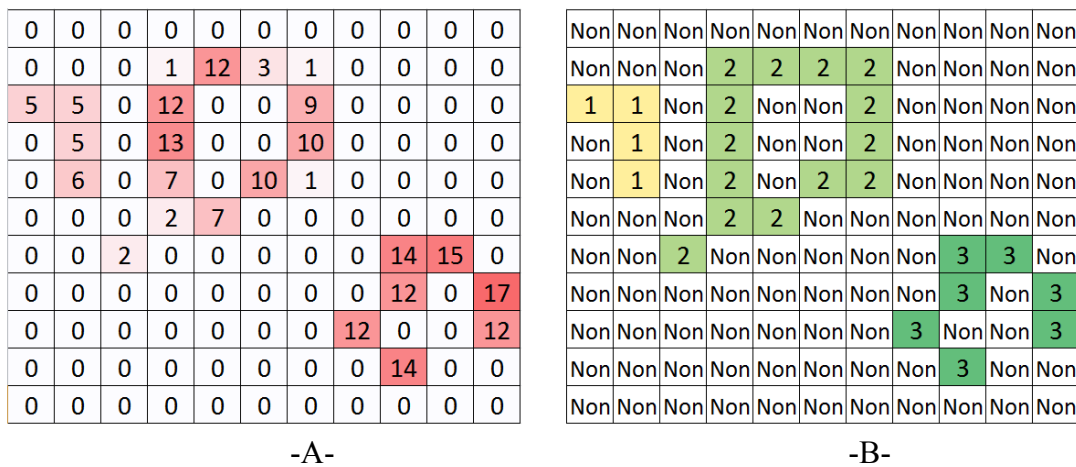 0 0 0 0 0 0 0 0 0 0 0
0 0 0 1 12 3 1 0 0 0 0
5 5 0 12 0 0 9 0 0 0 0
0 5 0 13 0 0 10 0 0 0 0
0 6 0 7 0 10 1 0 0 0 0
0 0 0 2 7 0 0 0 0 0 0
0 0 2 0 0 0 0 0 14 15 0
0 0 0 0 0 0 0 0 12 0 17
0 0 0 0 0 0 0 12 0 0 12
0 0 0 0 0 0 0 0 14 0 0
0 0 0 0 0 0 0 0 0 0 0
-A-
Non Non Non Non Non Non Non Non Non Non Non
Non Non Non 2 2 2 2 Non Non Non Non
1 1 Non 2 Non Non 2 Non Non Non Non
Non 1 Non 2 Non Non 2 Non Non Non Non
Non 1 Non 2 Non 2 2 Non Non Non Non
Non Non Non 2 2 Non Non Non Non Non Non
Non Non 2 Non Non Non Non Non 3 3 Non
Non Non Non Non Non Non Non Non 3 Non 3
Non Non Non Non Non Non Non 3 Non Non 3
Non Non Non Non Non Non Non Non 3 Non Non
Non Non Non Non Non Non Non Non Non Non Non
-B-